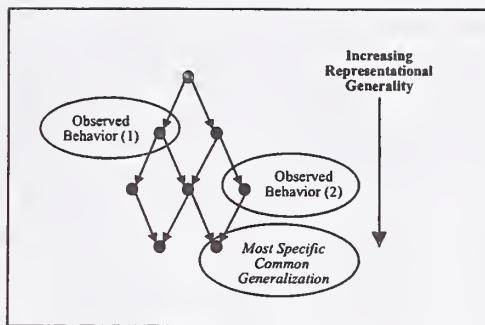 Increasing
Representational
Generality
Observed
Behavior (1)
Observed
Behavior (2)
Most Specific
Common
Generalization